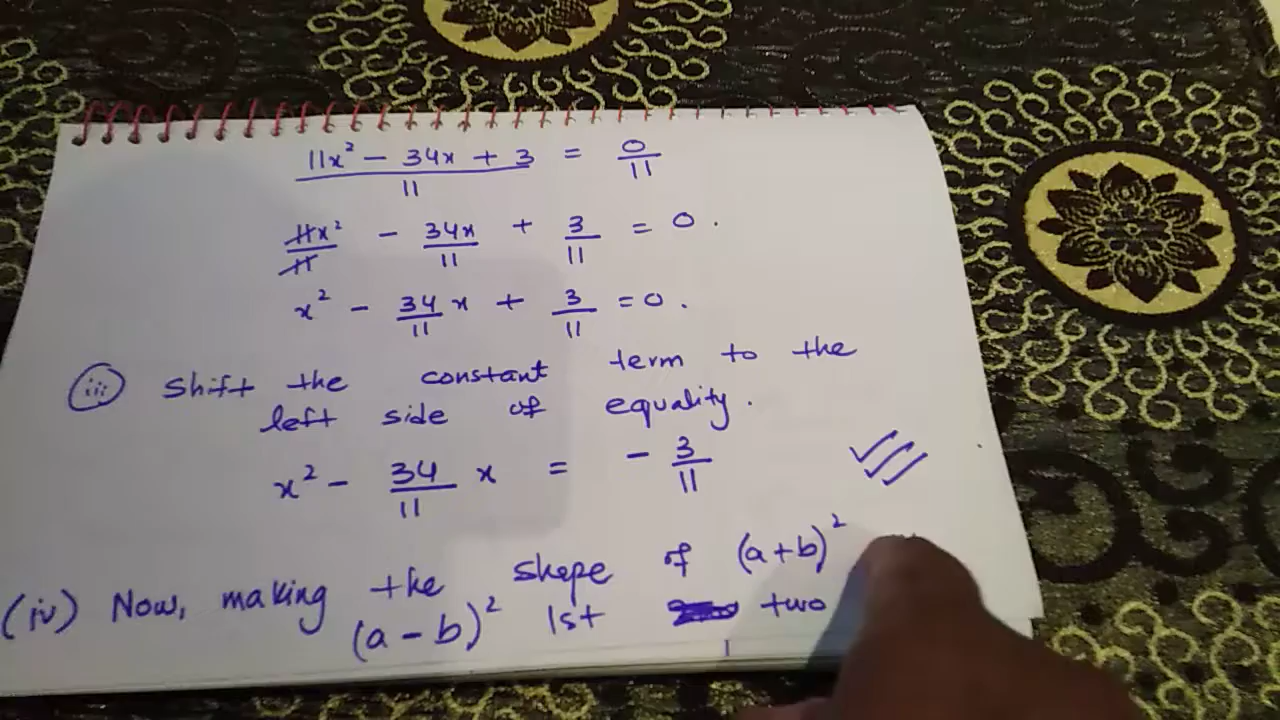 11x² - 34x + 3 / 11 = 0/11
11x²/11 - 34x/11 + 3/11 = 0.
x² - 34/11 x + 3/11 = 0.
(iii) Shift the constant term to the
left side of equality.
x² - 34/11 x = - 3/11
(iv) Now, making the shape of (a+b)²
(a-b)² 1st two